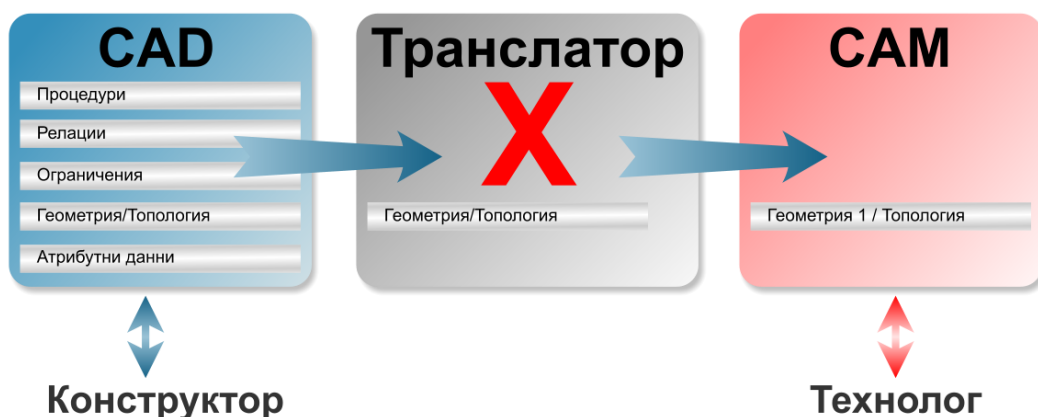 CAD
Процедури
Релации
Ограничения
Геометрия/Топология
Атрибутни данни
Конструктор
Транслатор
X
Геометрия/Топология
CAM
Геометрия 1 / Топология
Технолог